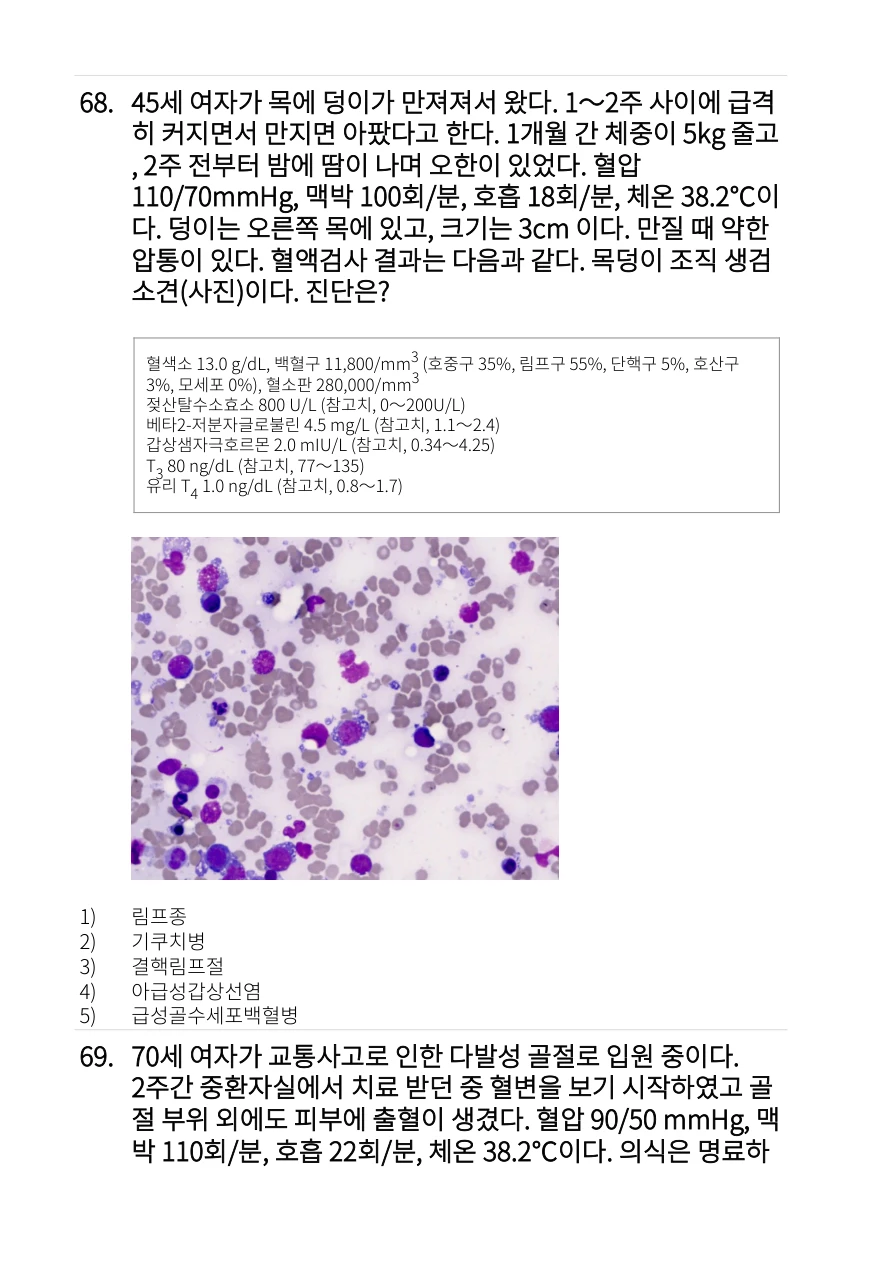 68. 45세 여자가 목에 덩이가 만져져서 왔다. 1～2주 사이에 급격
히 커지면서 만지면 아팠다고 한다. 1개월 간 체중이 5kg 줄고
, 2주 전부터 밤에 땀이 나며 오한이 있었다. 혈압
110/70mmHg, 맥박 100회/분, 호흡 18회/분, 체온 38.2℃이
다. 덩이는 오른쪽 목에 있고, 크기는 3cm 이다. 만질 때 약한
압통이 있다. 혈액검사 결과는 다음과 같다. 목덩이 조직 생검
소견(사진)이다. 진단은?
혈색소 13.0 g/dL, 백혈구 11,800/mm³ (호중구 35%, 림프구 55%, 단핵구 5%, 호산구
3%, 모세포 0%), 혈소판 280,000/mm³
젖산탈수소효소 800 U/L (참고치, 0～200U/L)
베타2-저분자글로불린 4.5 mg/L (참고치, 1.1～2.4)
갑상샘자극호르몬 2.0 mIU/L (참고치, 0.34～4.25)
T₃ 80 ng/dL (참고치, 77～135)
유리 T₄ 1.0 ng/dL (참고치, 0.8～1.7)
1) 림프종
2) 기쿠치병
3) 결핵림프절
4) 아급성갑상선염
5) 급성골수세포백혈병
69. 70세 여자가 교통사고로 인한 다발성 골절로 입원 중이다.
2주간 중환자실에서 치료 받던 중 혈변을 보기 시작하였고 골
절 부위 외에도 피부에 출혈이 생겼다. 혈압 90/50 mmHg, 맥
박 110회/분, 호흡 22회/분, 체온 38.2℃이다. 의식은 명료하